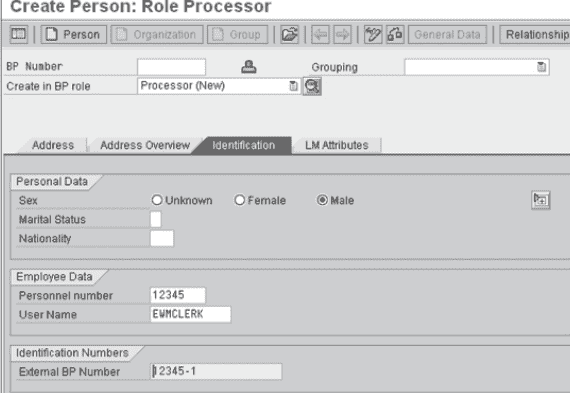 Create Person: Role Processor
Person Organization Group General Data Relationship
BP Number Grouping
Create in BP role Processor (New)
Address Address Overview Identification LM Attributes
Personal Data
Sex Unknown Female Male
Marital Status
Nationality
Employee Data
Personnel number 12345
User Name EWMCLERK
Identification Numbers
External BP Number 12345-1